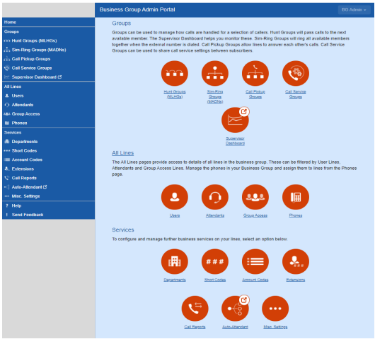 Business Group Admin Portal
Home
Groups
Hunt Groups (MLHGs)
Sim-Ring Groups (MADNs)
Call Pickup Groups
Call Service Groups
Supervisor Dashboard
All Lines
Users
Attendants
Group Access
Phones
Services
Departments
Short Codes
Account Codes
Extensions
Call Reports
Auto-Attendant
Misc. Settings
Help
Send Feedback
Groups
Groups can be used to manage how calls are handled for a selection of callers. Hunt Groups will pass calls to the next
available member. The Supervisor Dashboard helps you monitor these. Sim-Ring Groups will ring all available members
together when the external number is dialed. Call Pickup Groups allow lines to answer each other's calls. Call Service
Groups can be used to share call service settings between subscribers.
Hunt Groups
(MLHGs)
Sim-Ring
Groups
(MADNs)
Call Pickup
Groups
Call Service
Groups
Supervisor
Dashboard
All Lines
The All Lines pages provide access to details of all lines in the business group. These can be filtered by User Lines,
Attendants and Group Access Lines. Manage the phones in your Business Group and assign them to lines from the Phones
page.
Users
Attendants
Group Access
Phones
Services
To configure and manage further business services on your lines, select an option below.
Departments
###
Short Codes
Account Codes
Extensions
Call Reports
Auto-Attendant
Misc. Settings